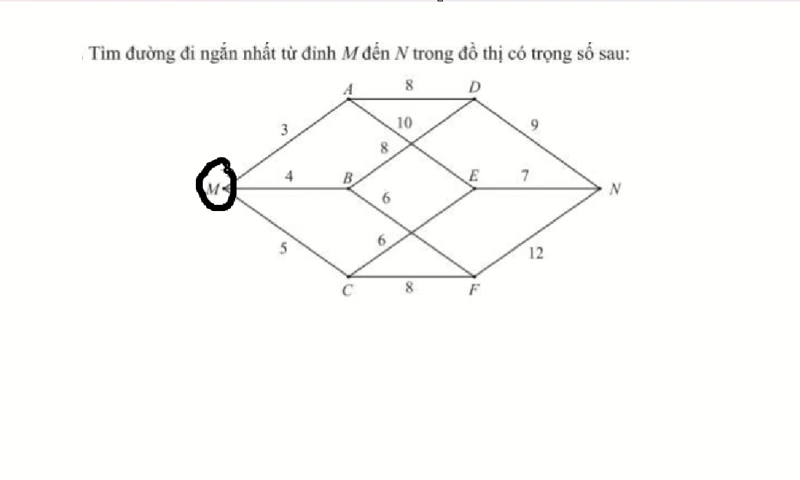 Tìm đường đi ngắn nhất từ đỉnh M đến N trong đồ thị có trọng số sau:
A 8 D
3 10 9
8
M 4 B E 7 N
6
5 6 12
C 8 F